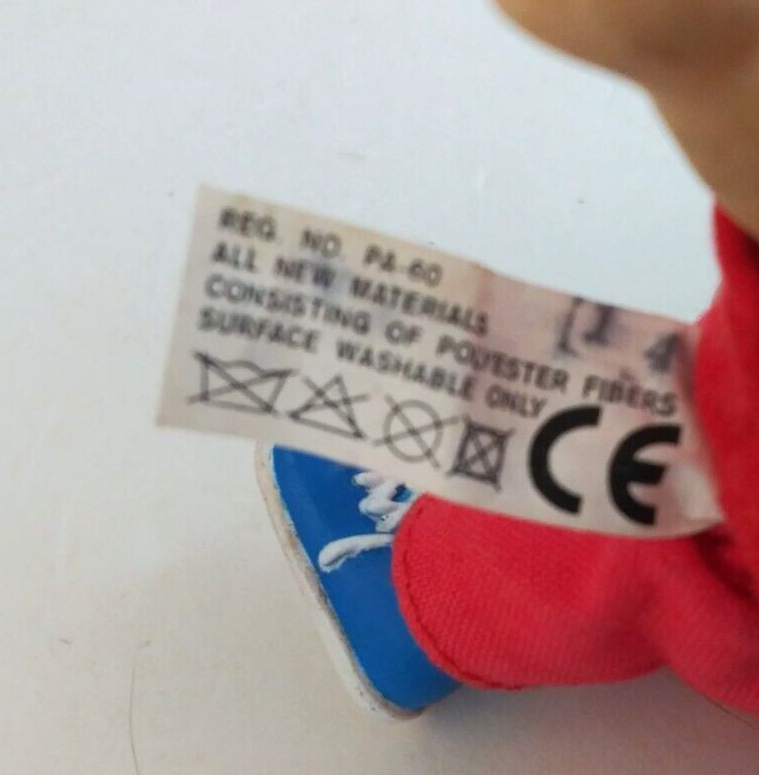 REG. NO. PA-60
ALL NEW MATERIALS
CONSISTING OF POLYESTER FIBERS
SURFACE WASHABLE ONLY
CE